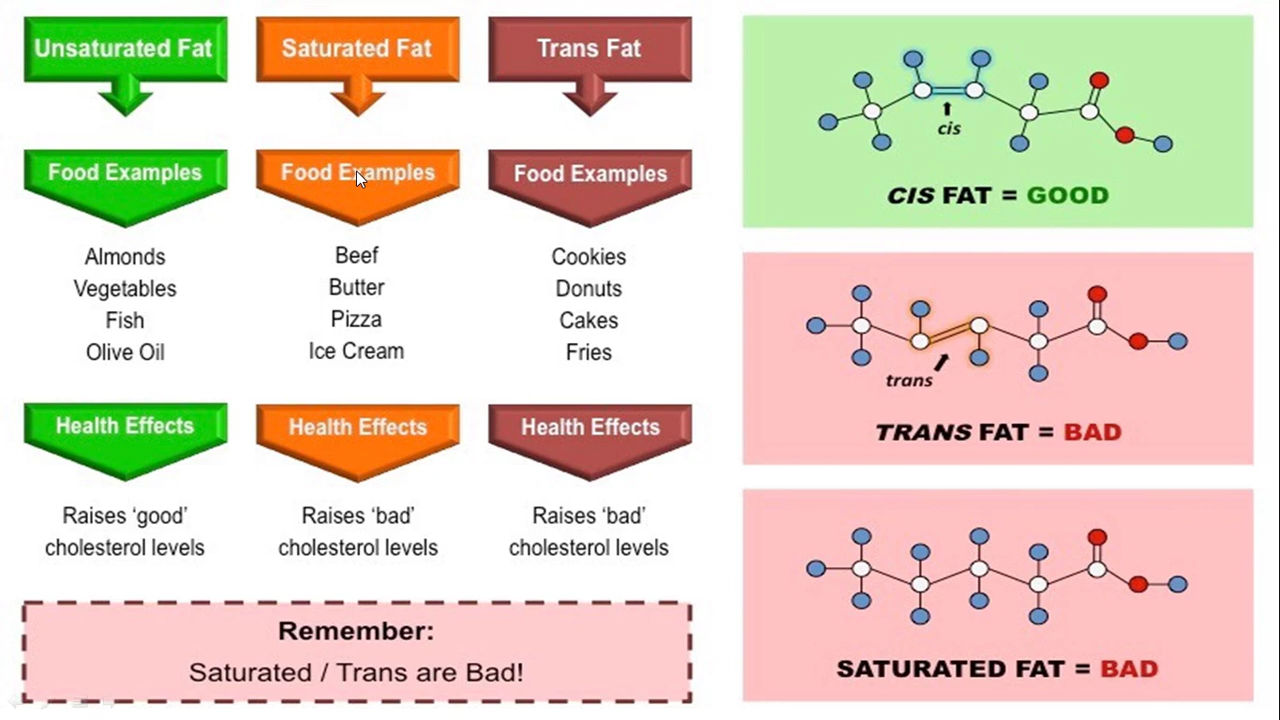 Unsaturated Fat
Saturated Fat
Trans Fat
Food Examples
Food Examples
Food Examples
Almonds
Vegetables
Fish
Olive Oil
Beef
Butter
Pizza
Ice Cream
Cookies
Donuts
Cakes
Fries
Health Effects
Health Effects
Health Effects
Raises ‘good’
cholesterol levels
Raises ‘bad’
cholesterol levels
Raises ‘bad’
cholesterol levels
Remember:
Saturated / Trans are Bad!
cis
CIS FAT = GOOD
trans
TRANS FAT = BAD
SATURATED FAT = BAD